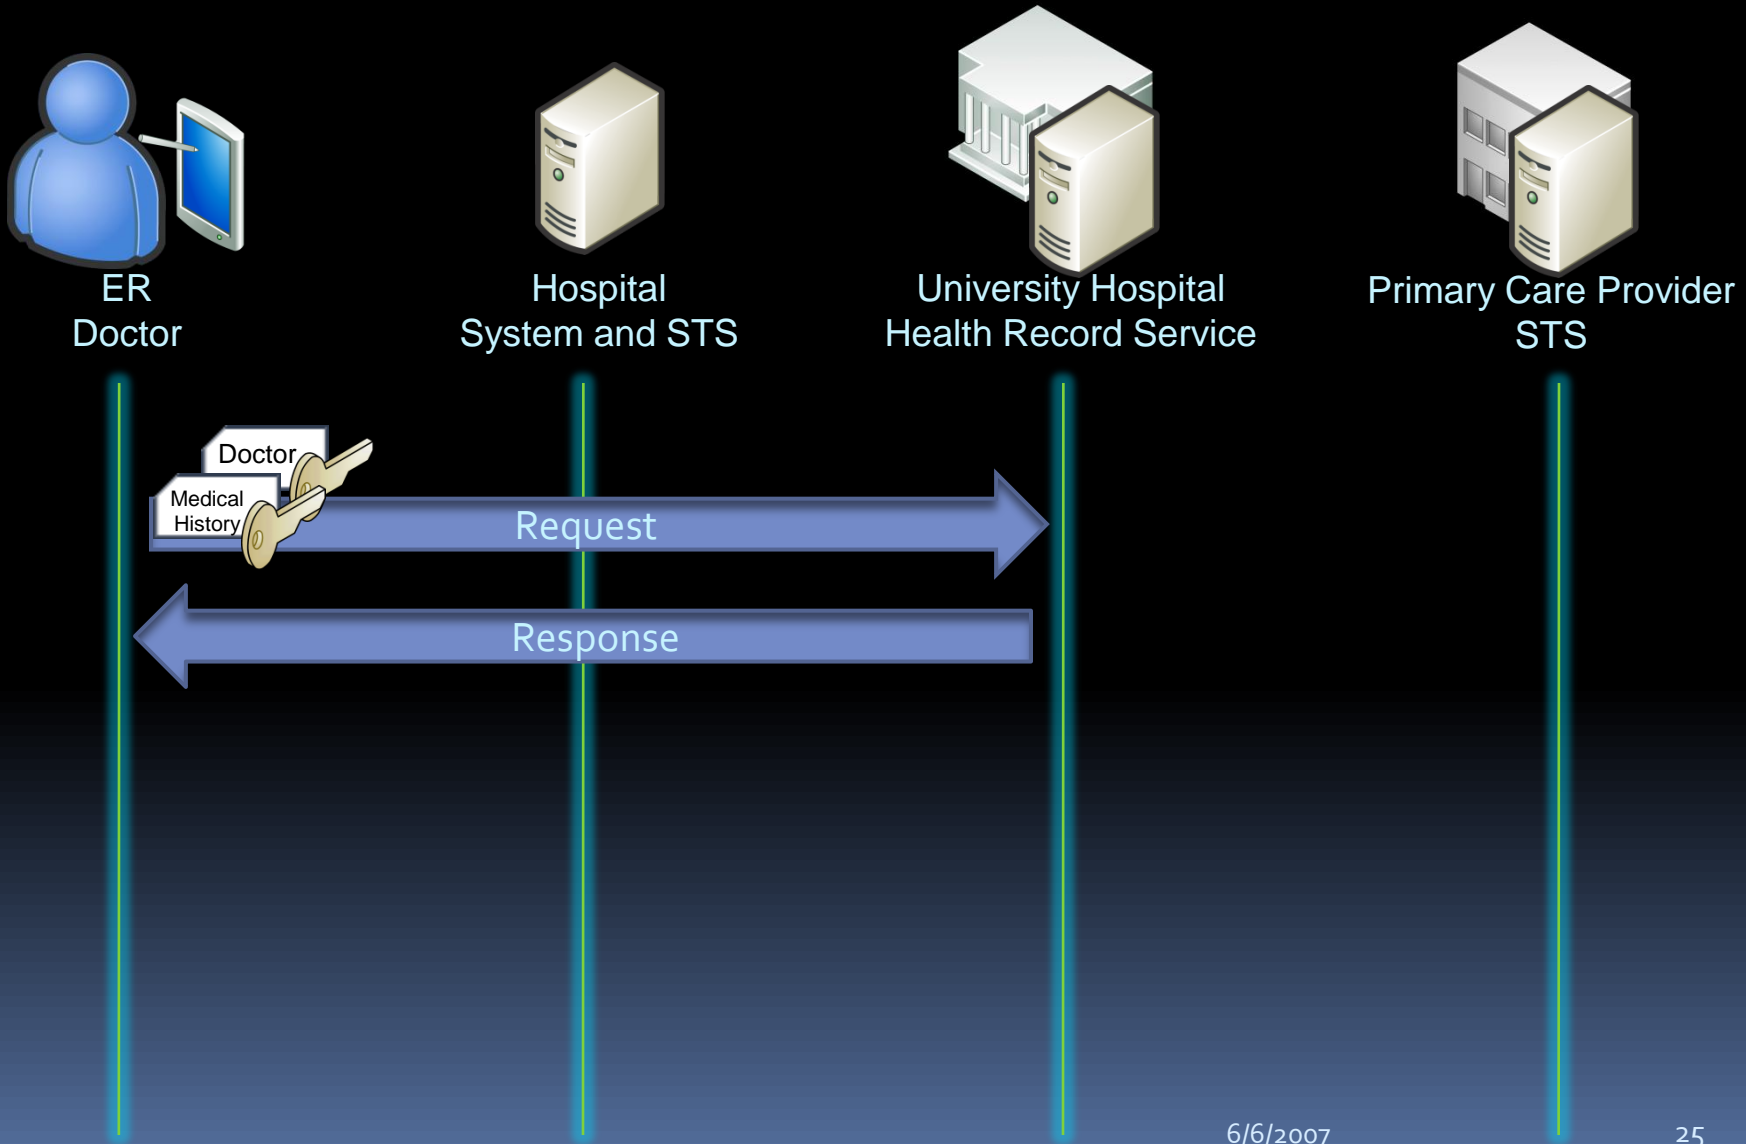 ER
Doctor
Hospital
System and STS
University Hospital
Health Record Service
Primary Care Provider
STS
Doctor
Medical
History
Request
Response
6/6/2007
25